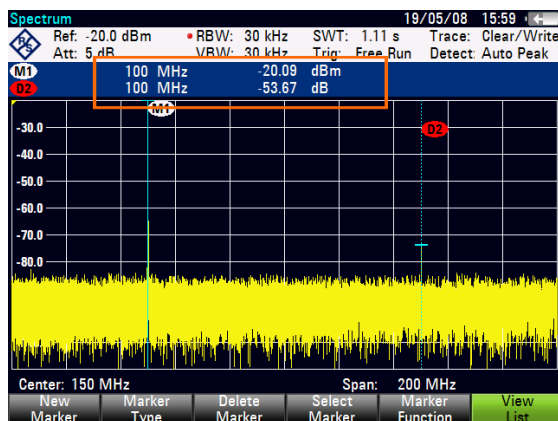 Spectrum 19/05/08 15:59
R&S Ref: -20.0 dBm • RBW: 30 kHz SWT: 1.11 s Trace: Clear/Write
Att: 5 dB VBW: 30 kHz Trig: Free Run Detect: Auto Peak
M1 100 MHz -20.09 dBm
D2 100 MHz -53.67 dB
M1
D2
-30.0
-40.0
-50.0
-60.0
-70.0
-80.0
Center: 150 MHz Span: 200 MHz
New Marker Delete Select Marker View
Marker Type Marker Marker Function List